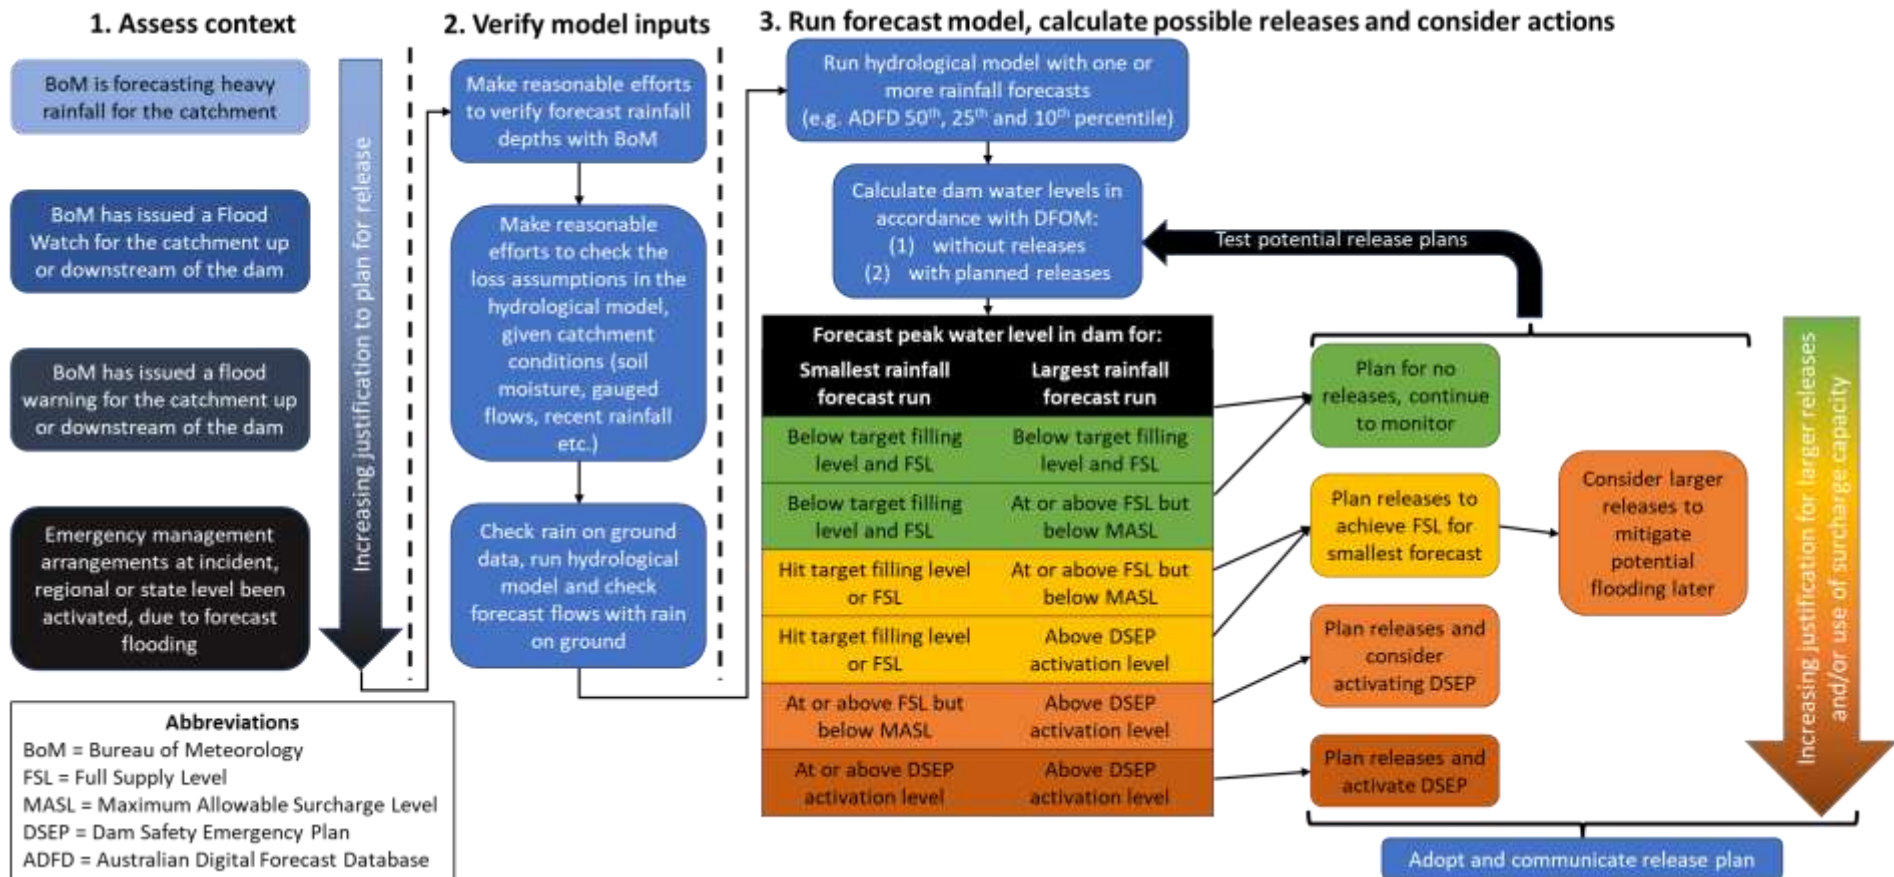 1. Assess context
BoM is forecasting heavy
rainfall for the catchment
BoM has issued a Flood
Watch for the catchment up
or downstream of the dam
BoM has issued a flood
warning for the catchment up
or downstream of the dam
Emergency management
arrangements at incident,
regional or state level been
activated, due to forecast
flooding
Increasing justification to plan for release
Abbreviations
BoM = Bureau of Meteorology
FSL = Full Supply Level
MASL = Maximum Allowable Surcharge Level
DSEP = Dam Safety Emergency Plan
ADFD = Australian Digital Forecast Database
2. Verify model inputs
Make reasonable efforts
to verify forecast rainfall
depths with BoM
Make reasonable
efforts to check the
loss assumptions in the
hydrological model,
given catchment
conditions (soil
moisture, gauged
flows, recent rainfall
etc.)
Check rain on ground
data, run hydrological
model and check
forecast flows with rain
on ground
3. Run forecast model, calculate possible releases and consider actions
Run hydrological model with one or
more rainfall forecasts
(e.g. ADFD 50th, 25th and 10th percentile)
Calculate dam water levels in
accordance with DFOM:
(1) without releases
(2) with planned releases
Test potential release plans
Forecast peak water level in dam for:
Smallest rainfall
forecast run
Largest rainfall
forecast run
Below target filling
level and FSL
Below target filling
level and FSL
Below target filling
level and FSL
At or above FSL but
below MASL
Hit target filling level
or FSL
At or above FSL but
below MASL
Hit target filling level
or FSL
Above DSEP
activation level
At or above FSL but
below MASL
Above DSEP
activation level
At or above DSEP
activation level
Above DSEP
activation level
Plan for no
releases, continue
to monitor
Plan releases to
achieve FSL for
smallest forecast
Consider larger
releases to
mitigate
potential
flooding later
Plan releases and
consider
activating DSEP
Plan releases and
activate DSEP
Increasing justification for larger releases
and/or use of surcharge capacity
Adopt and communicate release plan